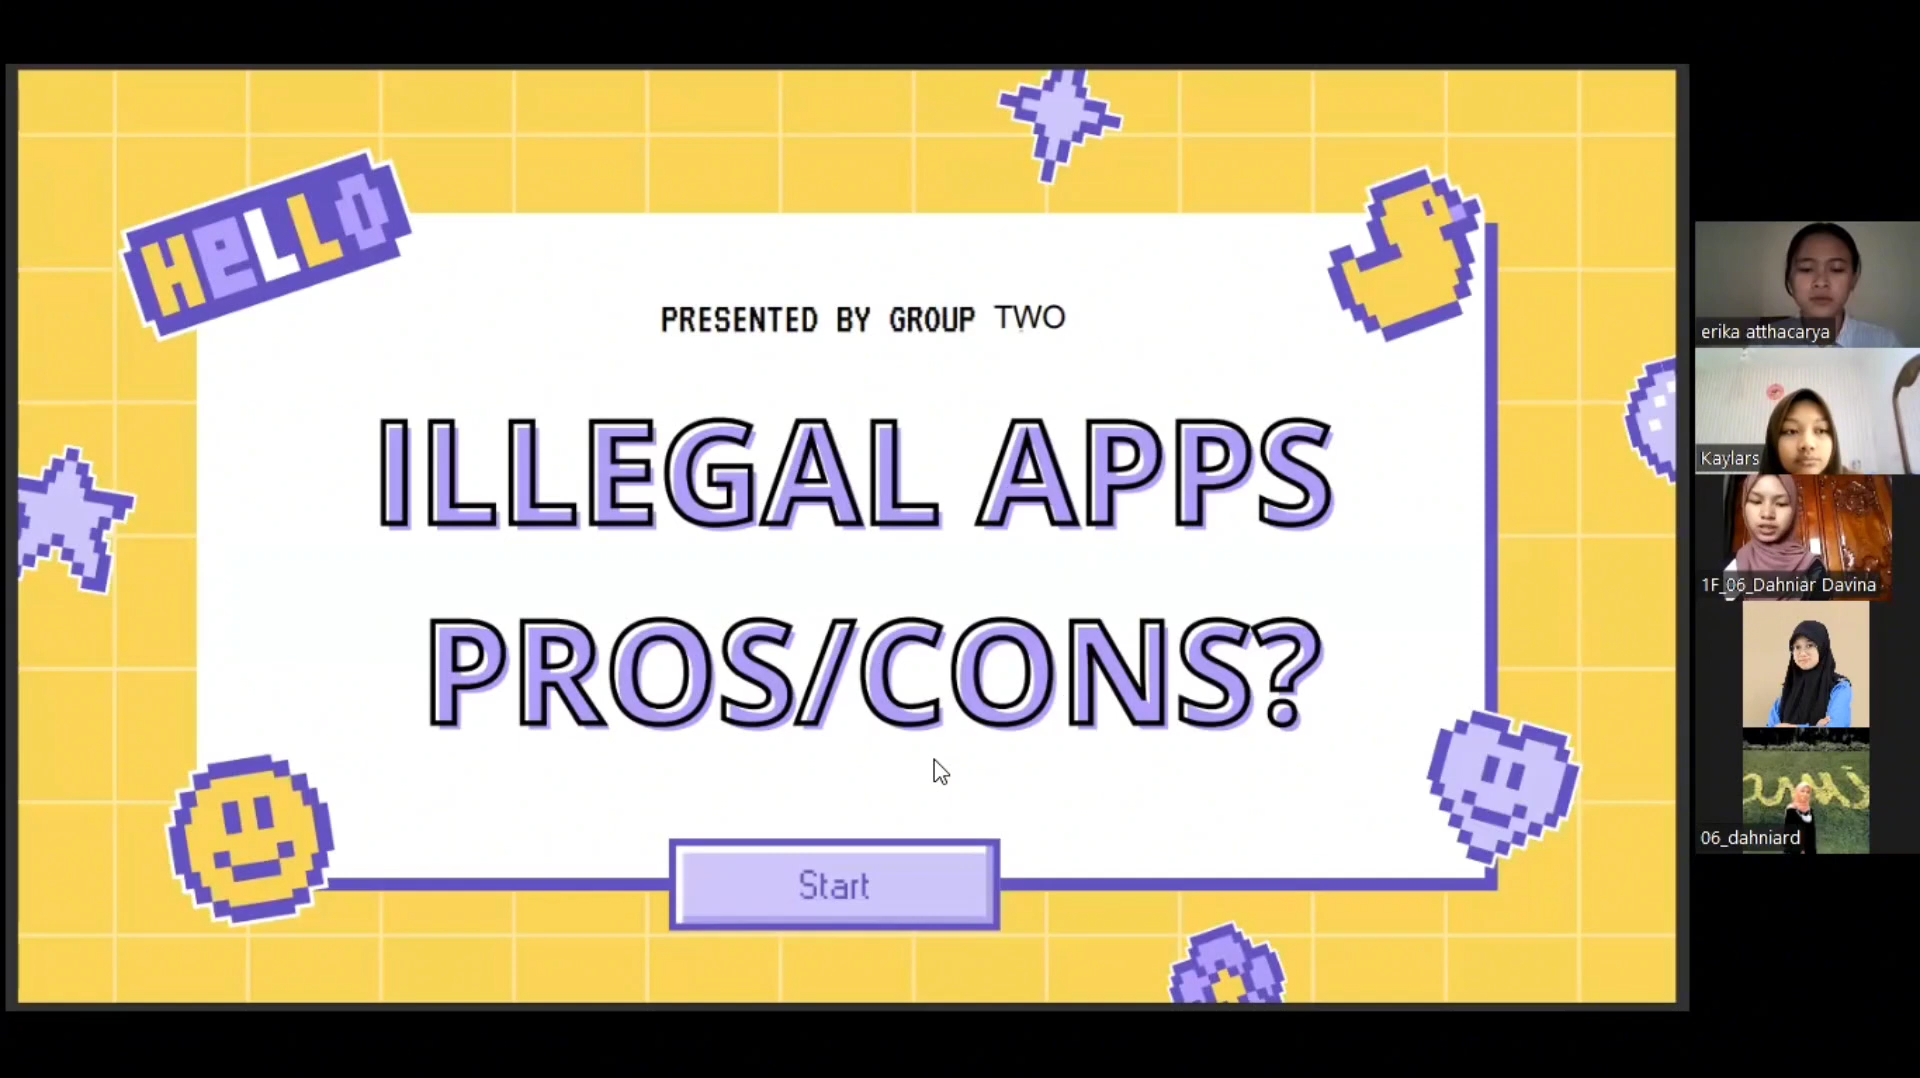 HeLLo
PRESENTED BY GROUP TWO
ILLEGAL APPS
PROS/CONS?
Start
erika atthacarya
Kaylars
1F_06_Dahniar Davina
06_dahniard